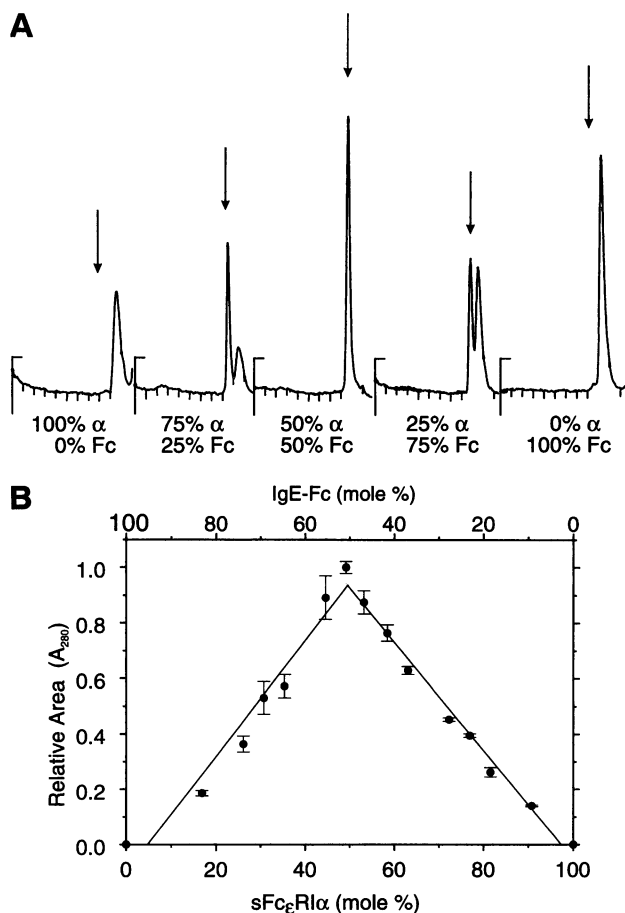 A
100% α
0% Fc
75% α
25% Fc
50% α
50% Fc
25% α
75% Fc
0% α
100% Fc
B
IgE-Fc (mole %)
100 80 60 40 20 0
1.0
0.8
0.6
0.4
0.2
0.0
Relative Area (A₂₈₀)
0 20 40 60 80 100
sFcεRIα (mole %)